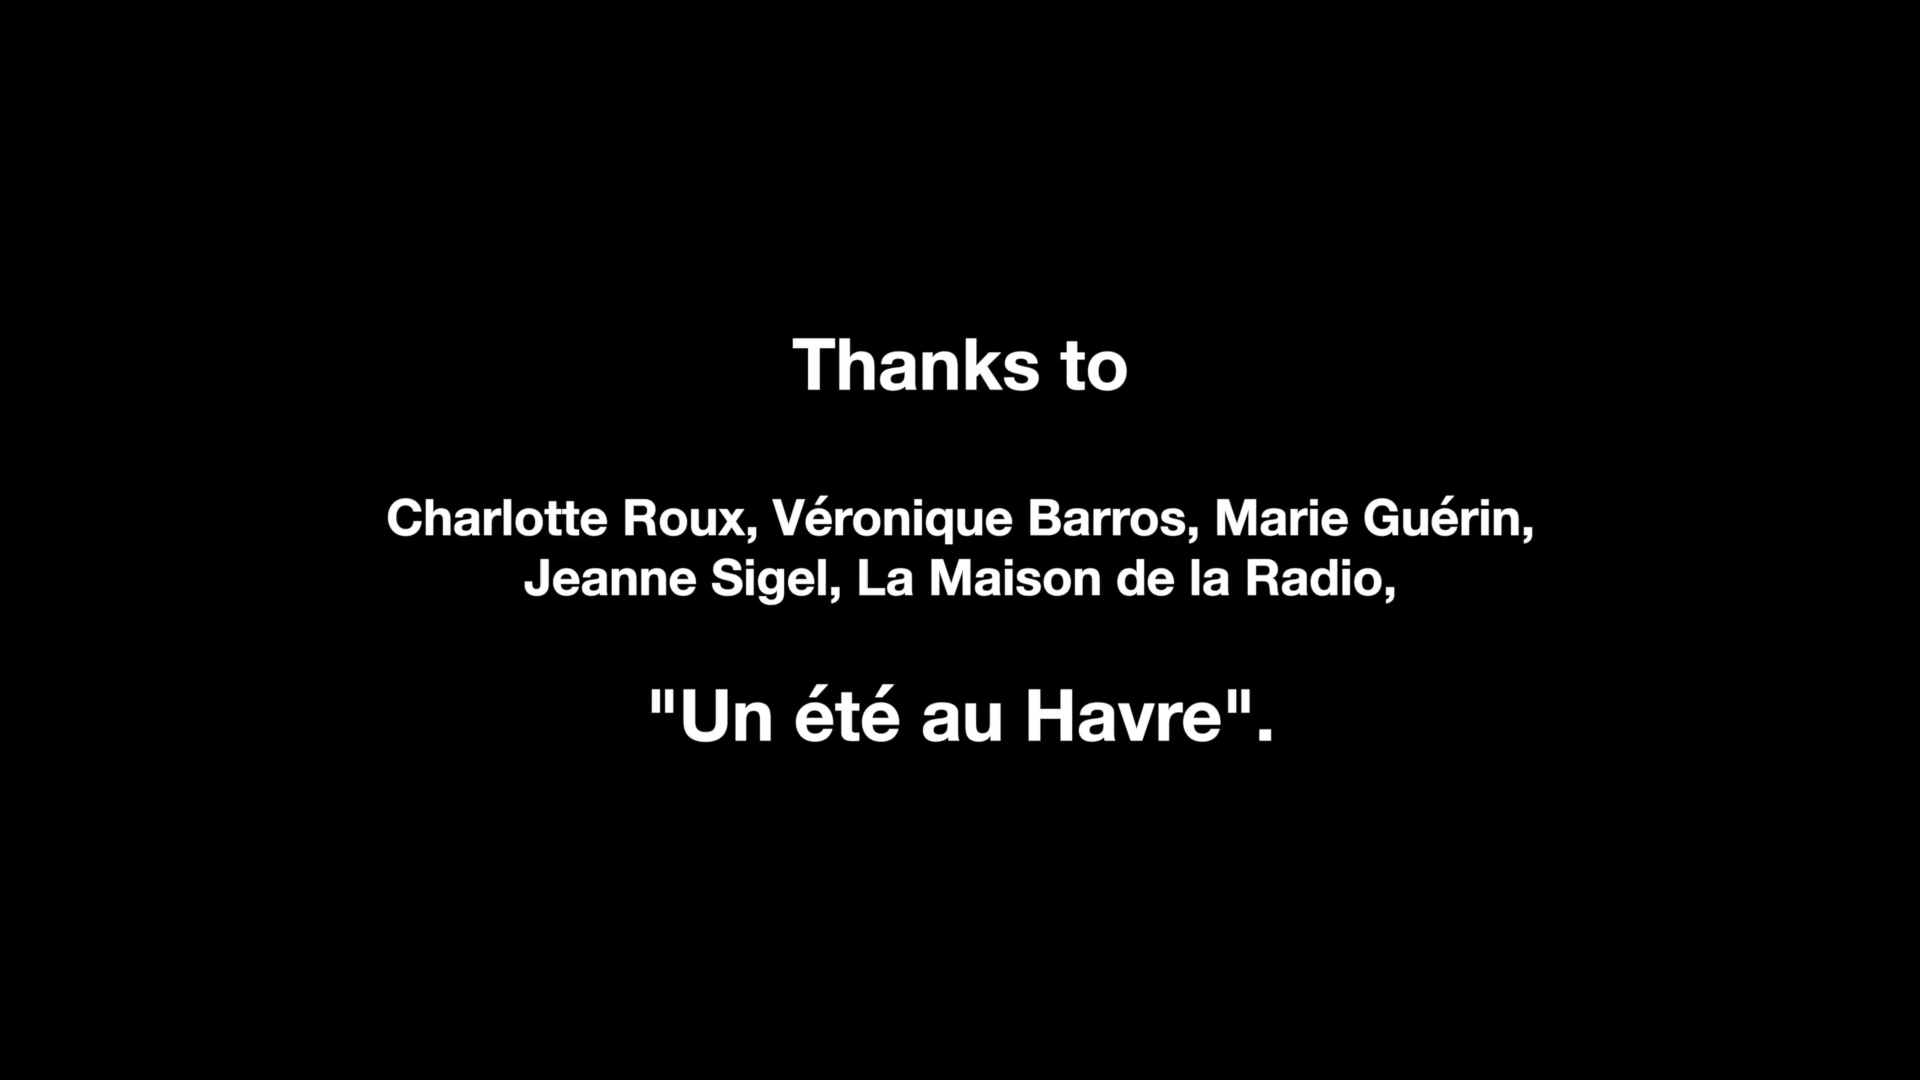 Thanks to
Charlotte Roux, Véronique Barros, Marie Guérin,
Jeanne Sigel, La Maison de la Radio,
"Un été au Havre".